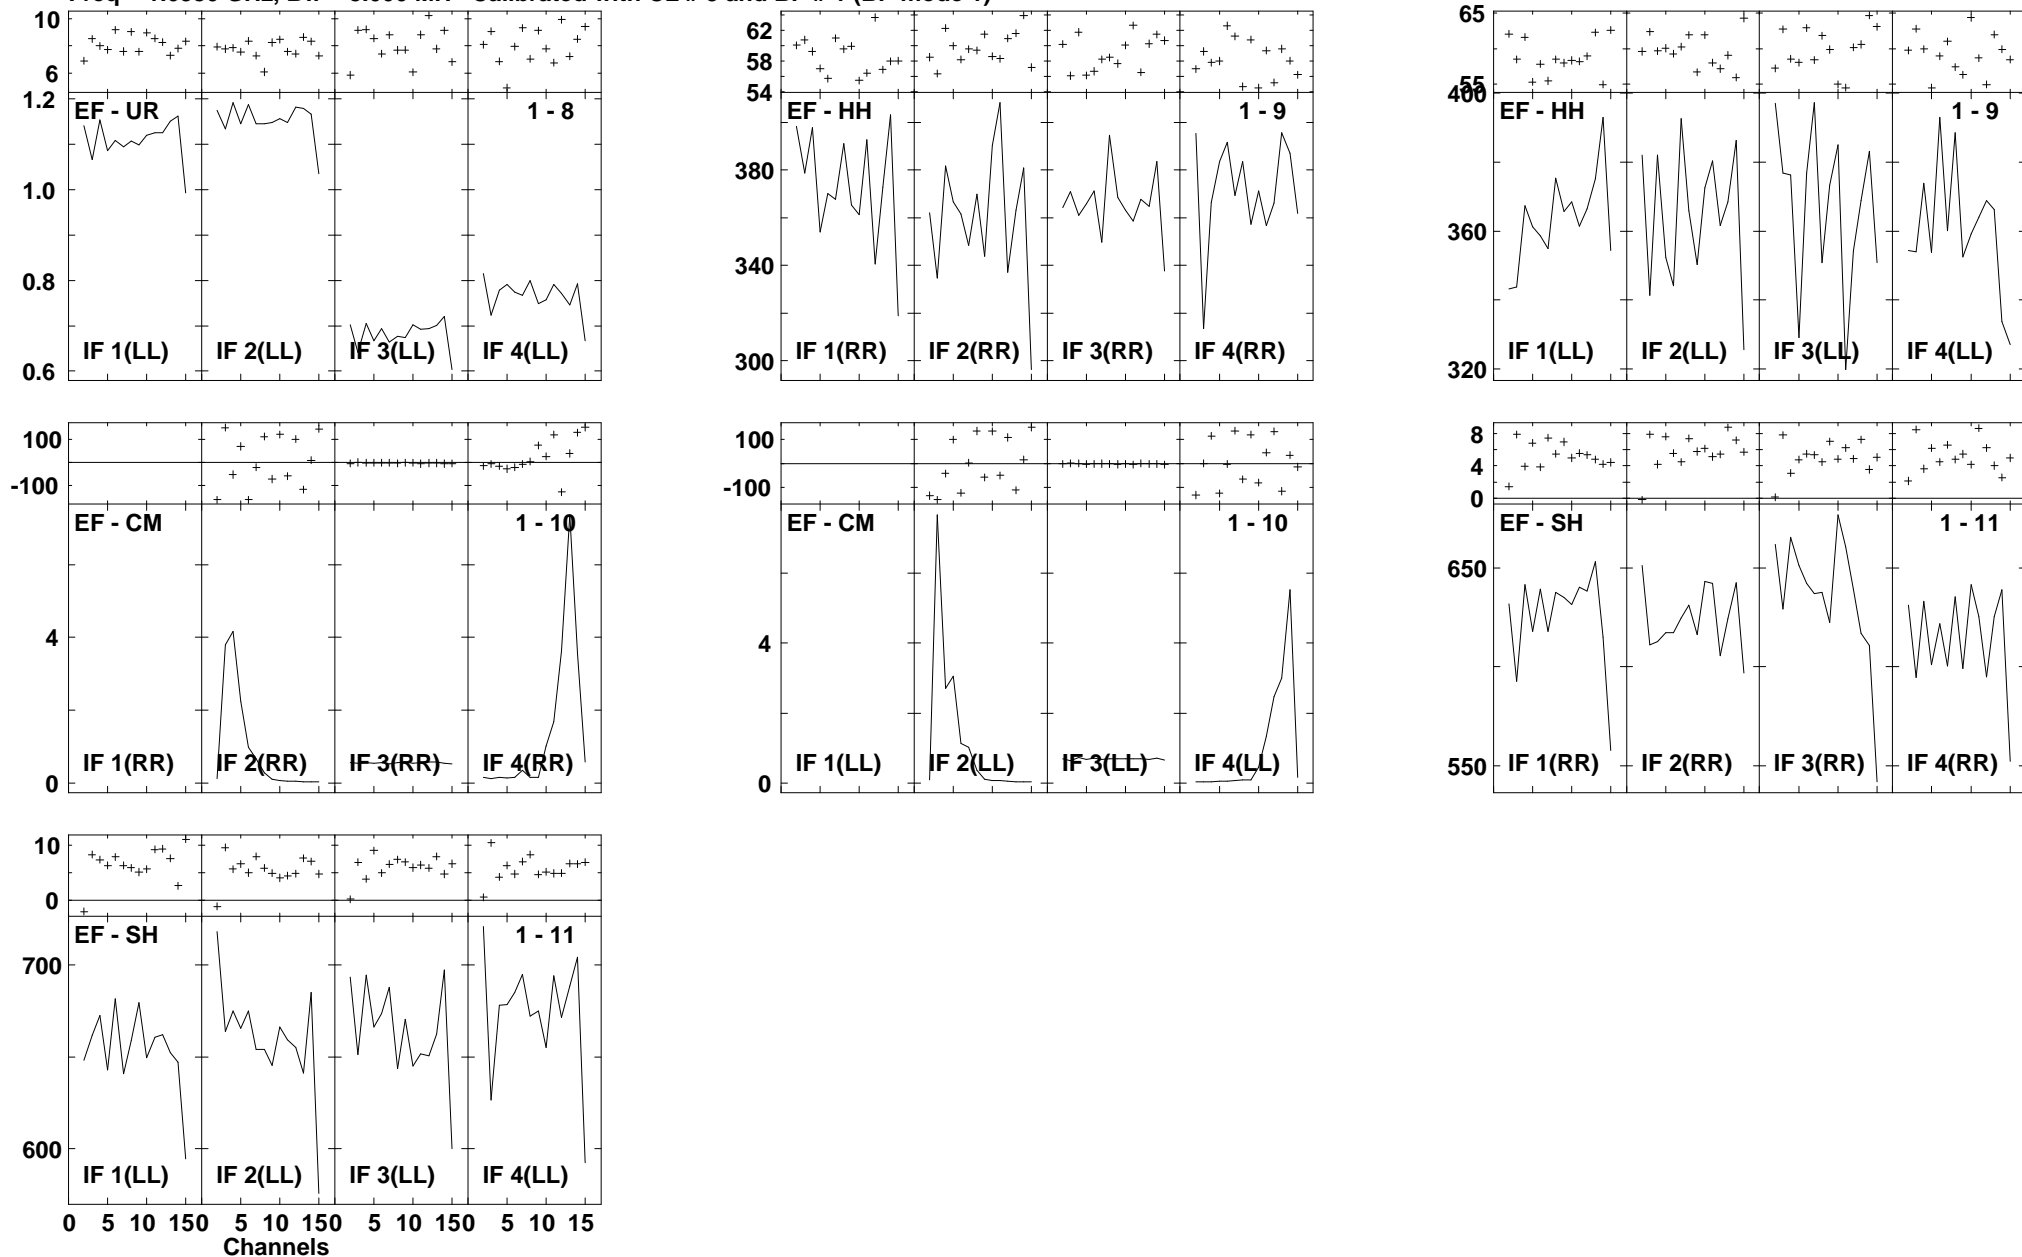 10
6
1.2
1.0
0.8
0.6
EF - UR
1 - 8
IF 1(LL)
IF 2(LL)
IF 3(LL)
IF 4(LL)
62
58
54
380
340
300
EF - HH
1 - 9
IF 1(RR)
IF 2(RR)
IF 3(RR)
IF 4(RR)
65
55
400
360
320
EF - HH
1 - 9
IF 1(LL)
IF 2(LL)
IF 3(LL)
IF 4(LL)
100
-100
4
0
EF - CM
1 - 10
IF 1(RR)
IF 2(RR)
IF 3(RR)
IF 4(RR)
100
-100
4
0
EF - CM
1 - 10
IF 1(LL)
IF 2(LL)
IF 3(LL)
IF 4(LL)
8
4
0
650
550
EF - SH
1 - 11
IF 1(RR)
IF 2(RR)
IF 3(RR)
IF 4(RR)
10
0
700
600
EF - SH
1 - 11
IF 1(LL)
IF 2(LL)
IF 3(LL)
IF 4(LL)
0 5 10 150 5 10 150 5 10 150 5 10 15
Channels